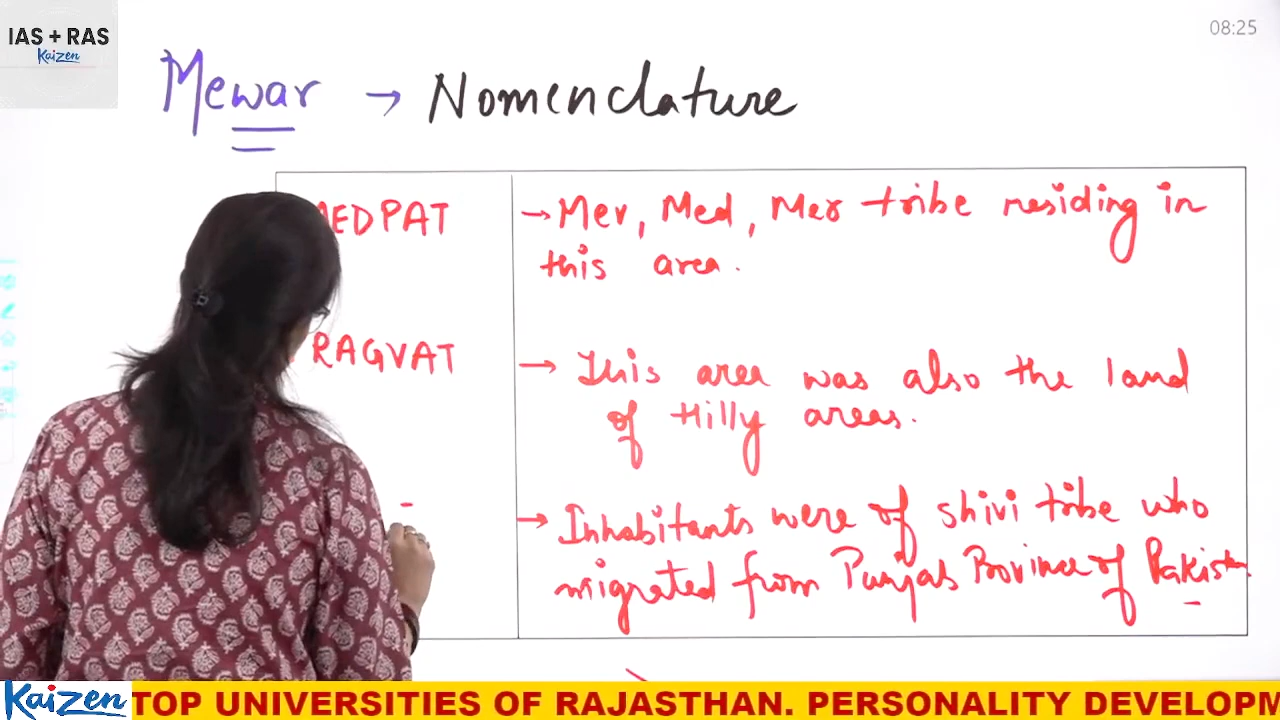 IAS + RAS
Kaizen
08:25
Mewar → Nomenclature
EDPAT → Mev, Med, Mer tribe residing in
this area.
RAGVAT → This area was also the land
of Hilly areas.
→ Inhabitants were of shivi tribe who
migrated from Punjab Province of Pakistan.
Kaizen TOP UNIVERSITIES OF RAJASTHAN. PERSONALITY DEVELOPM